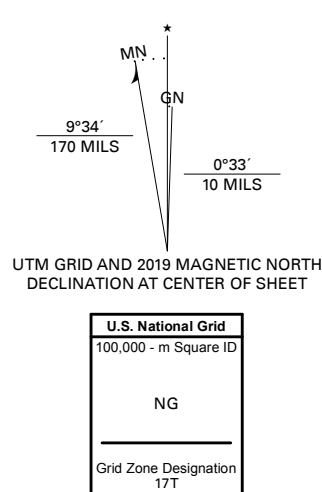 ★
MN
GN
9°34´
170 MILS
0°33´
10 MILS
UTM GRID AND 2019 MAGNETIC NORTH
DECLINATION AT CENTER OF SHEET
U.S. National Grid
100,000 - m Square ID
NG
Grid Zone Designation
17T